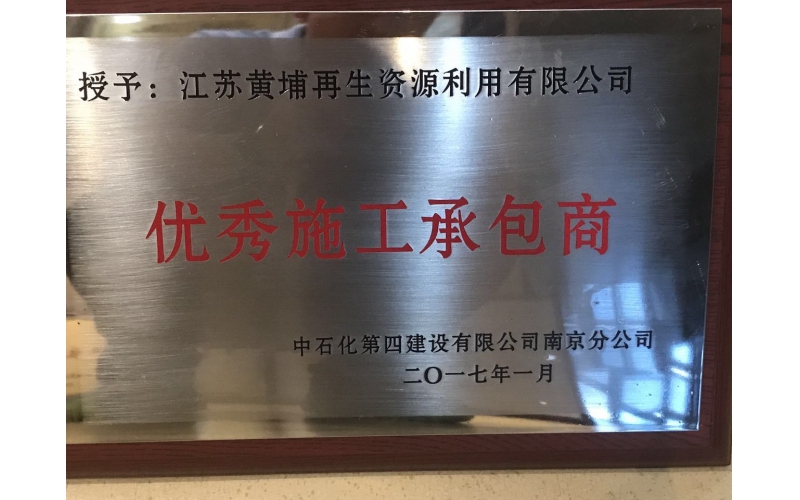 授予：江苏黄埔再生资源利用有限公司
优秀施工承包商
中石化第四建设有限公司南京分公司
二〇一七年一月